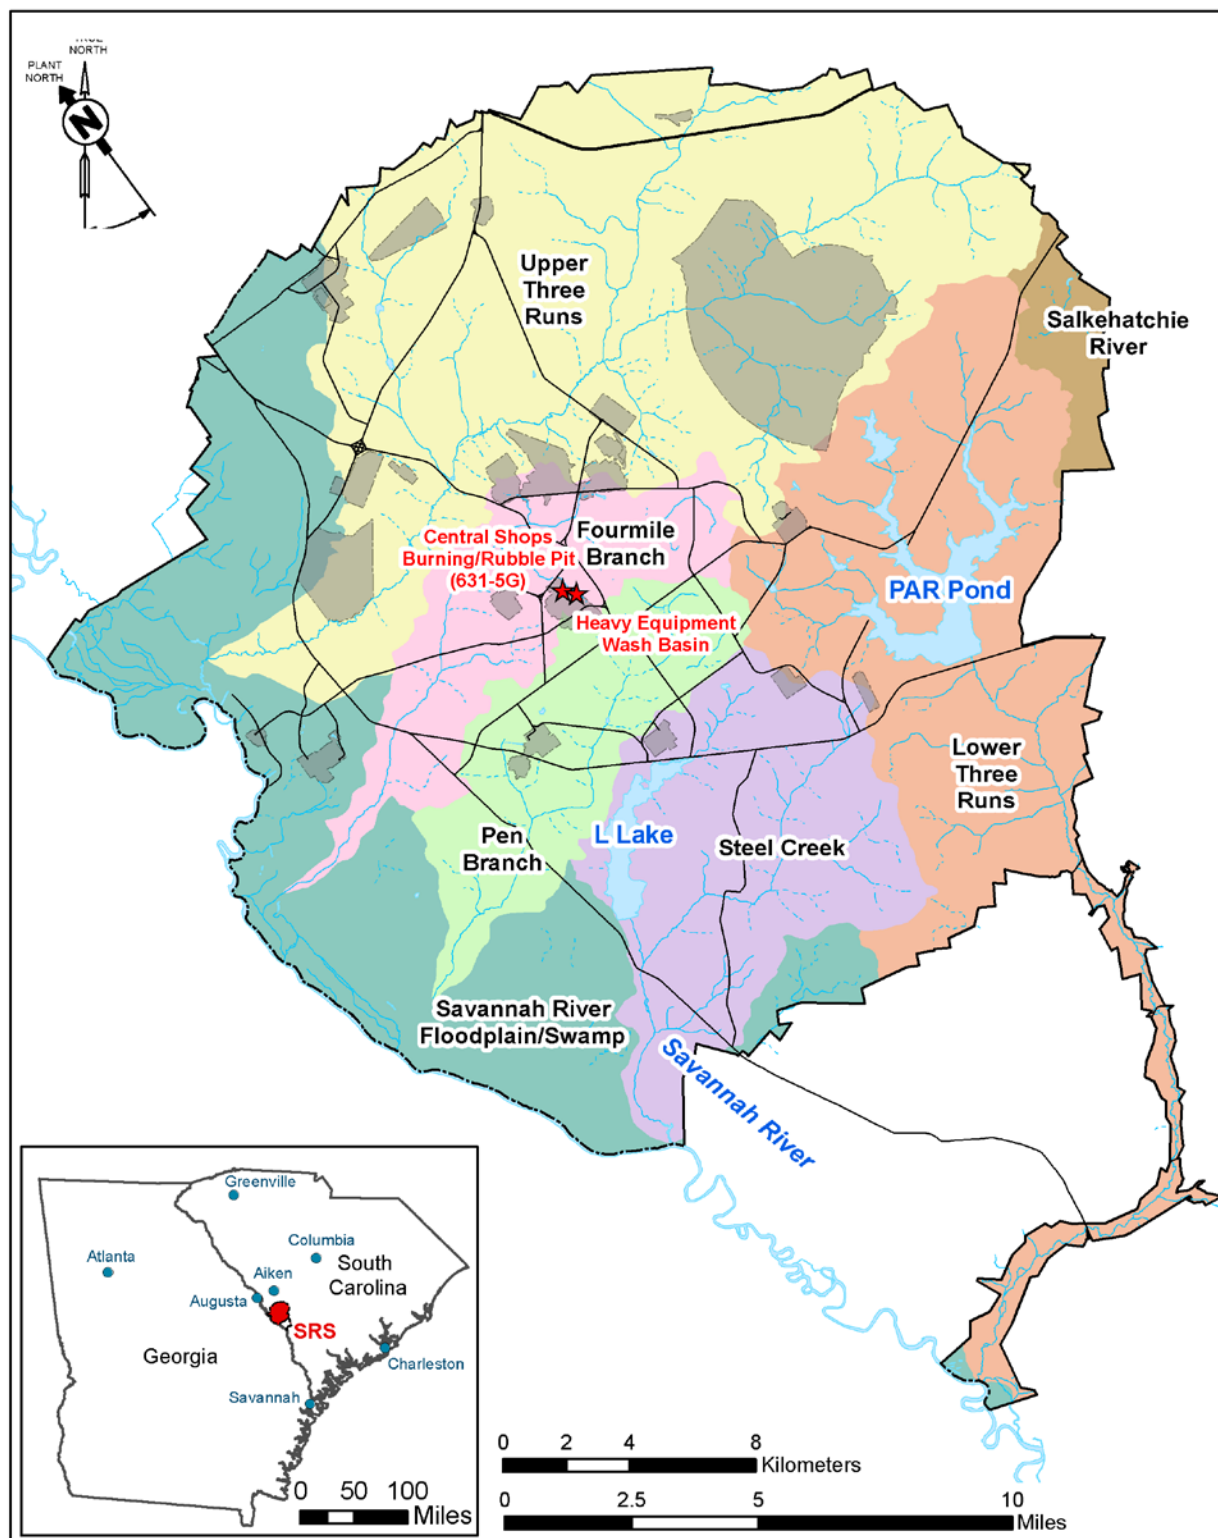 TRUE
NORTH
PLANT
NORTH
N
Upper
Three
Runs
Salkehatchie
River
Central Shops
Burning/Rubble Pit
(631-5G)
Fourmile
Branch
PAR Pond
Heavy Equipment
Wash Basin
Lower
Three
Runs
Pen
Branch
L Lake
Steel Creek
Savannah River
Floodplain/Swamp
Savannah River
Greenville
Atlanta
Columbia
South
Carolina
Aiken
Augusta
SRS
Georgia
Charleston
Savannah
0 50 100
Miles
0 2 4 8
Kilometers
0 2.5 5 10
Miles